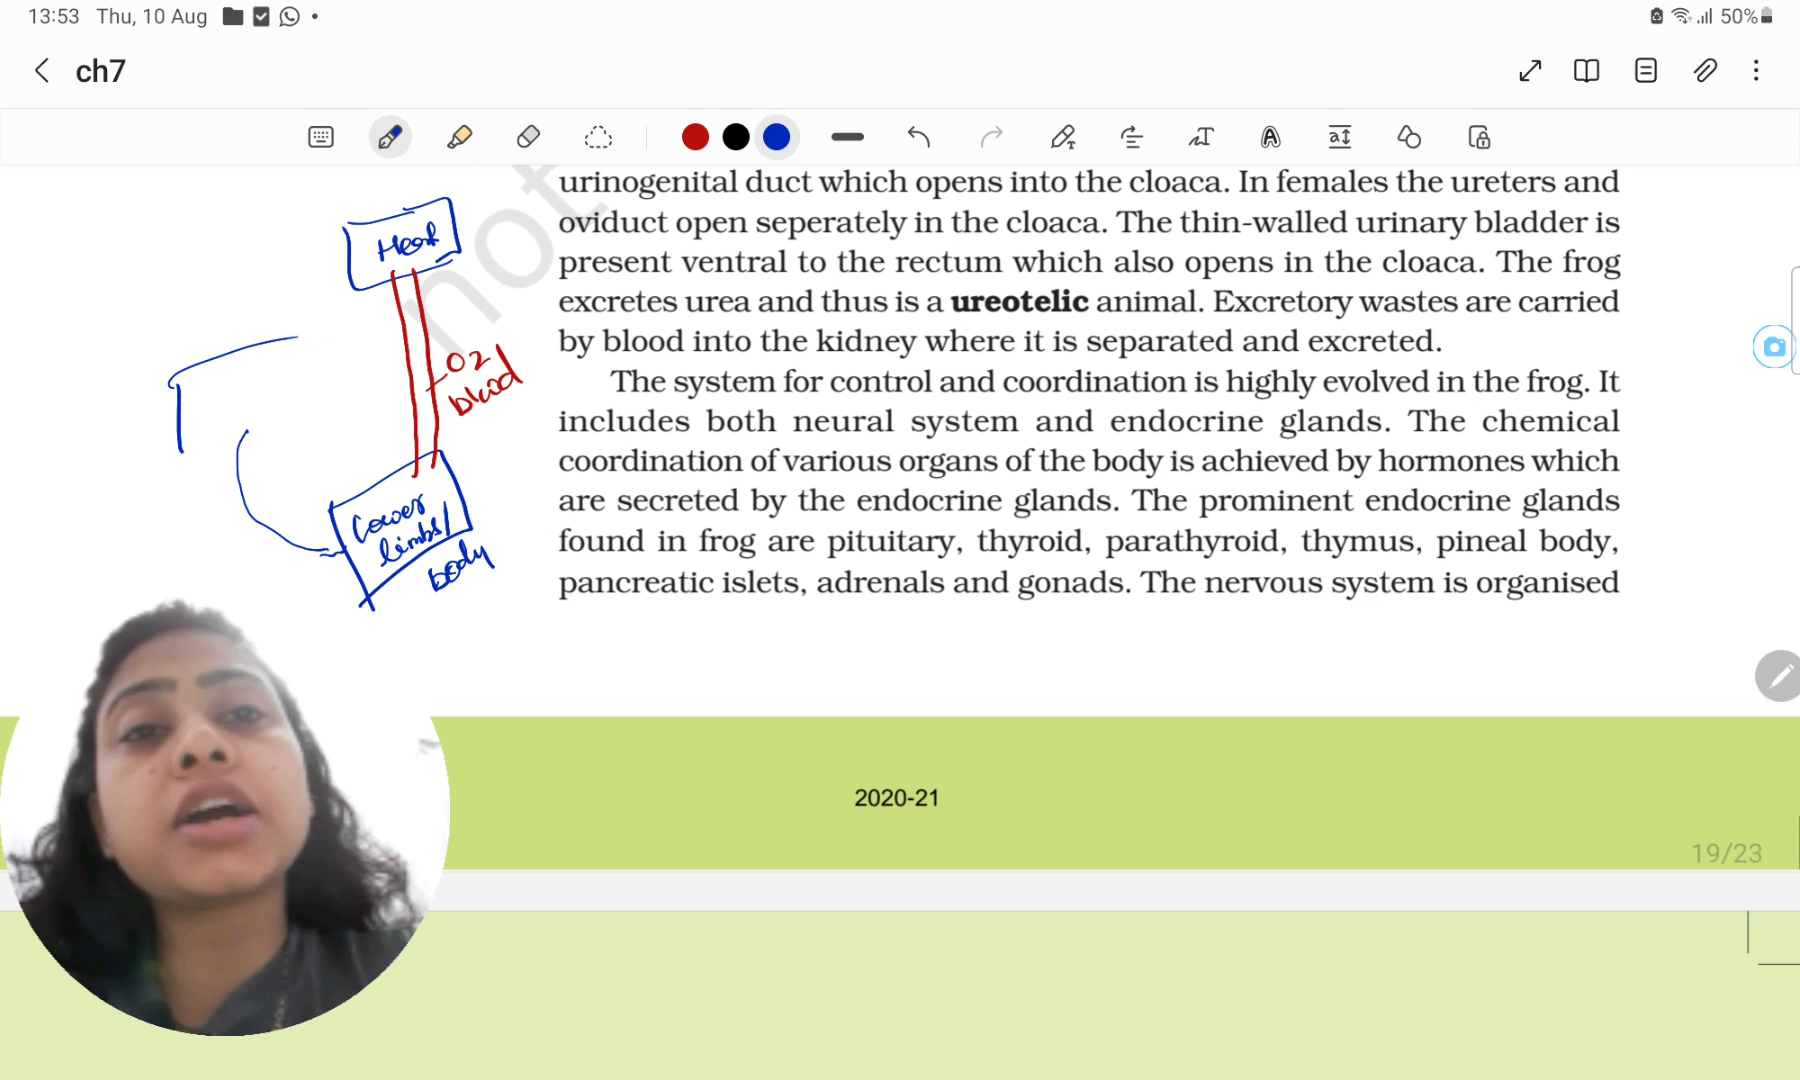 13:53 Thu, 10 Aug
50%
ch7
not
urinogenital duct which opens into the cloaca. In females the ureters and
oviduct open seperately in the cloaca. The thin-walled urinary bladder is
present ventral to the rectum which also opens in the cloaca. The frog
excretes urea and thus is a ureotelic animal. Excretory wastes are carried
by blood into the kidney where it is separated and excreted.
The system for control and coordination is highly evolved in the frog. It
includes both neural system and endocrine glands. The chemical
coordination of various organs of the body is achieved by hormones which
are secreted by the endocrine glands. The prominent endocrine glands
found in frog are pituitary, thyroid, parathyroid, thymus, pineal body,
pancreatic islets, adrenals and gonads. The nervous system is organised
Heart
O2
blood
Lower
limbs/
body
2020-21
19/23